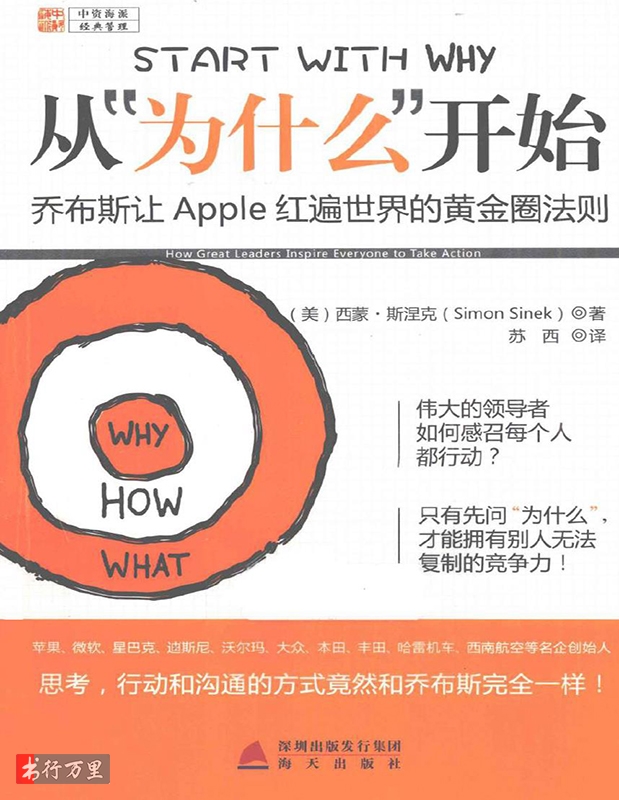 中资海派
经典管理
START WITH WHY
从“为什么”开始
乔布斯让 Apple 红遍世界的黄金圈法则
How Great Leaders Inspire Everyone to Take Action
（美）西蒙·斯涅克（Simon Sinek）◎著
苏 西 ◎译
WHY
HOW
WHAT
伟大的领导者
如何感召每个人
都行动？
只有先问“为什么”，
才能拥有别人无法
复制的竞争力！
苹果、微软、星巴克、迪斯尼、沃尔玛、大众、本田、丰田、哈雷机车、西南航空等名企创始人
思考，行动和沟通的方式竟然和乔布斯完全一样！
深圳出版发行集团
海天出版社
书行万里